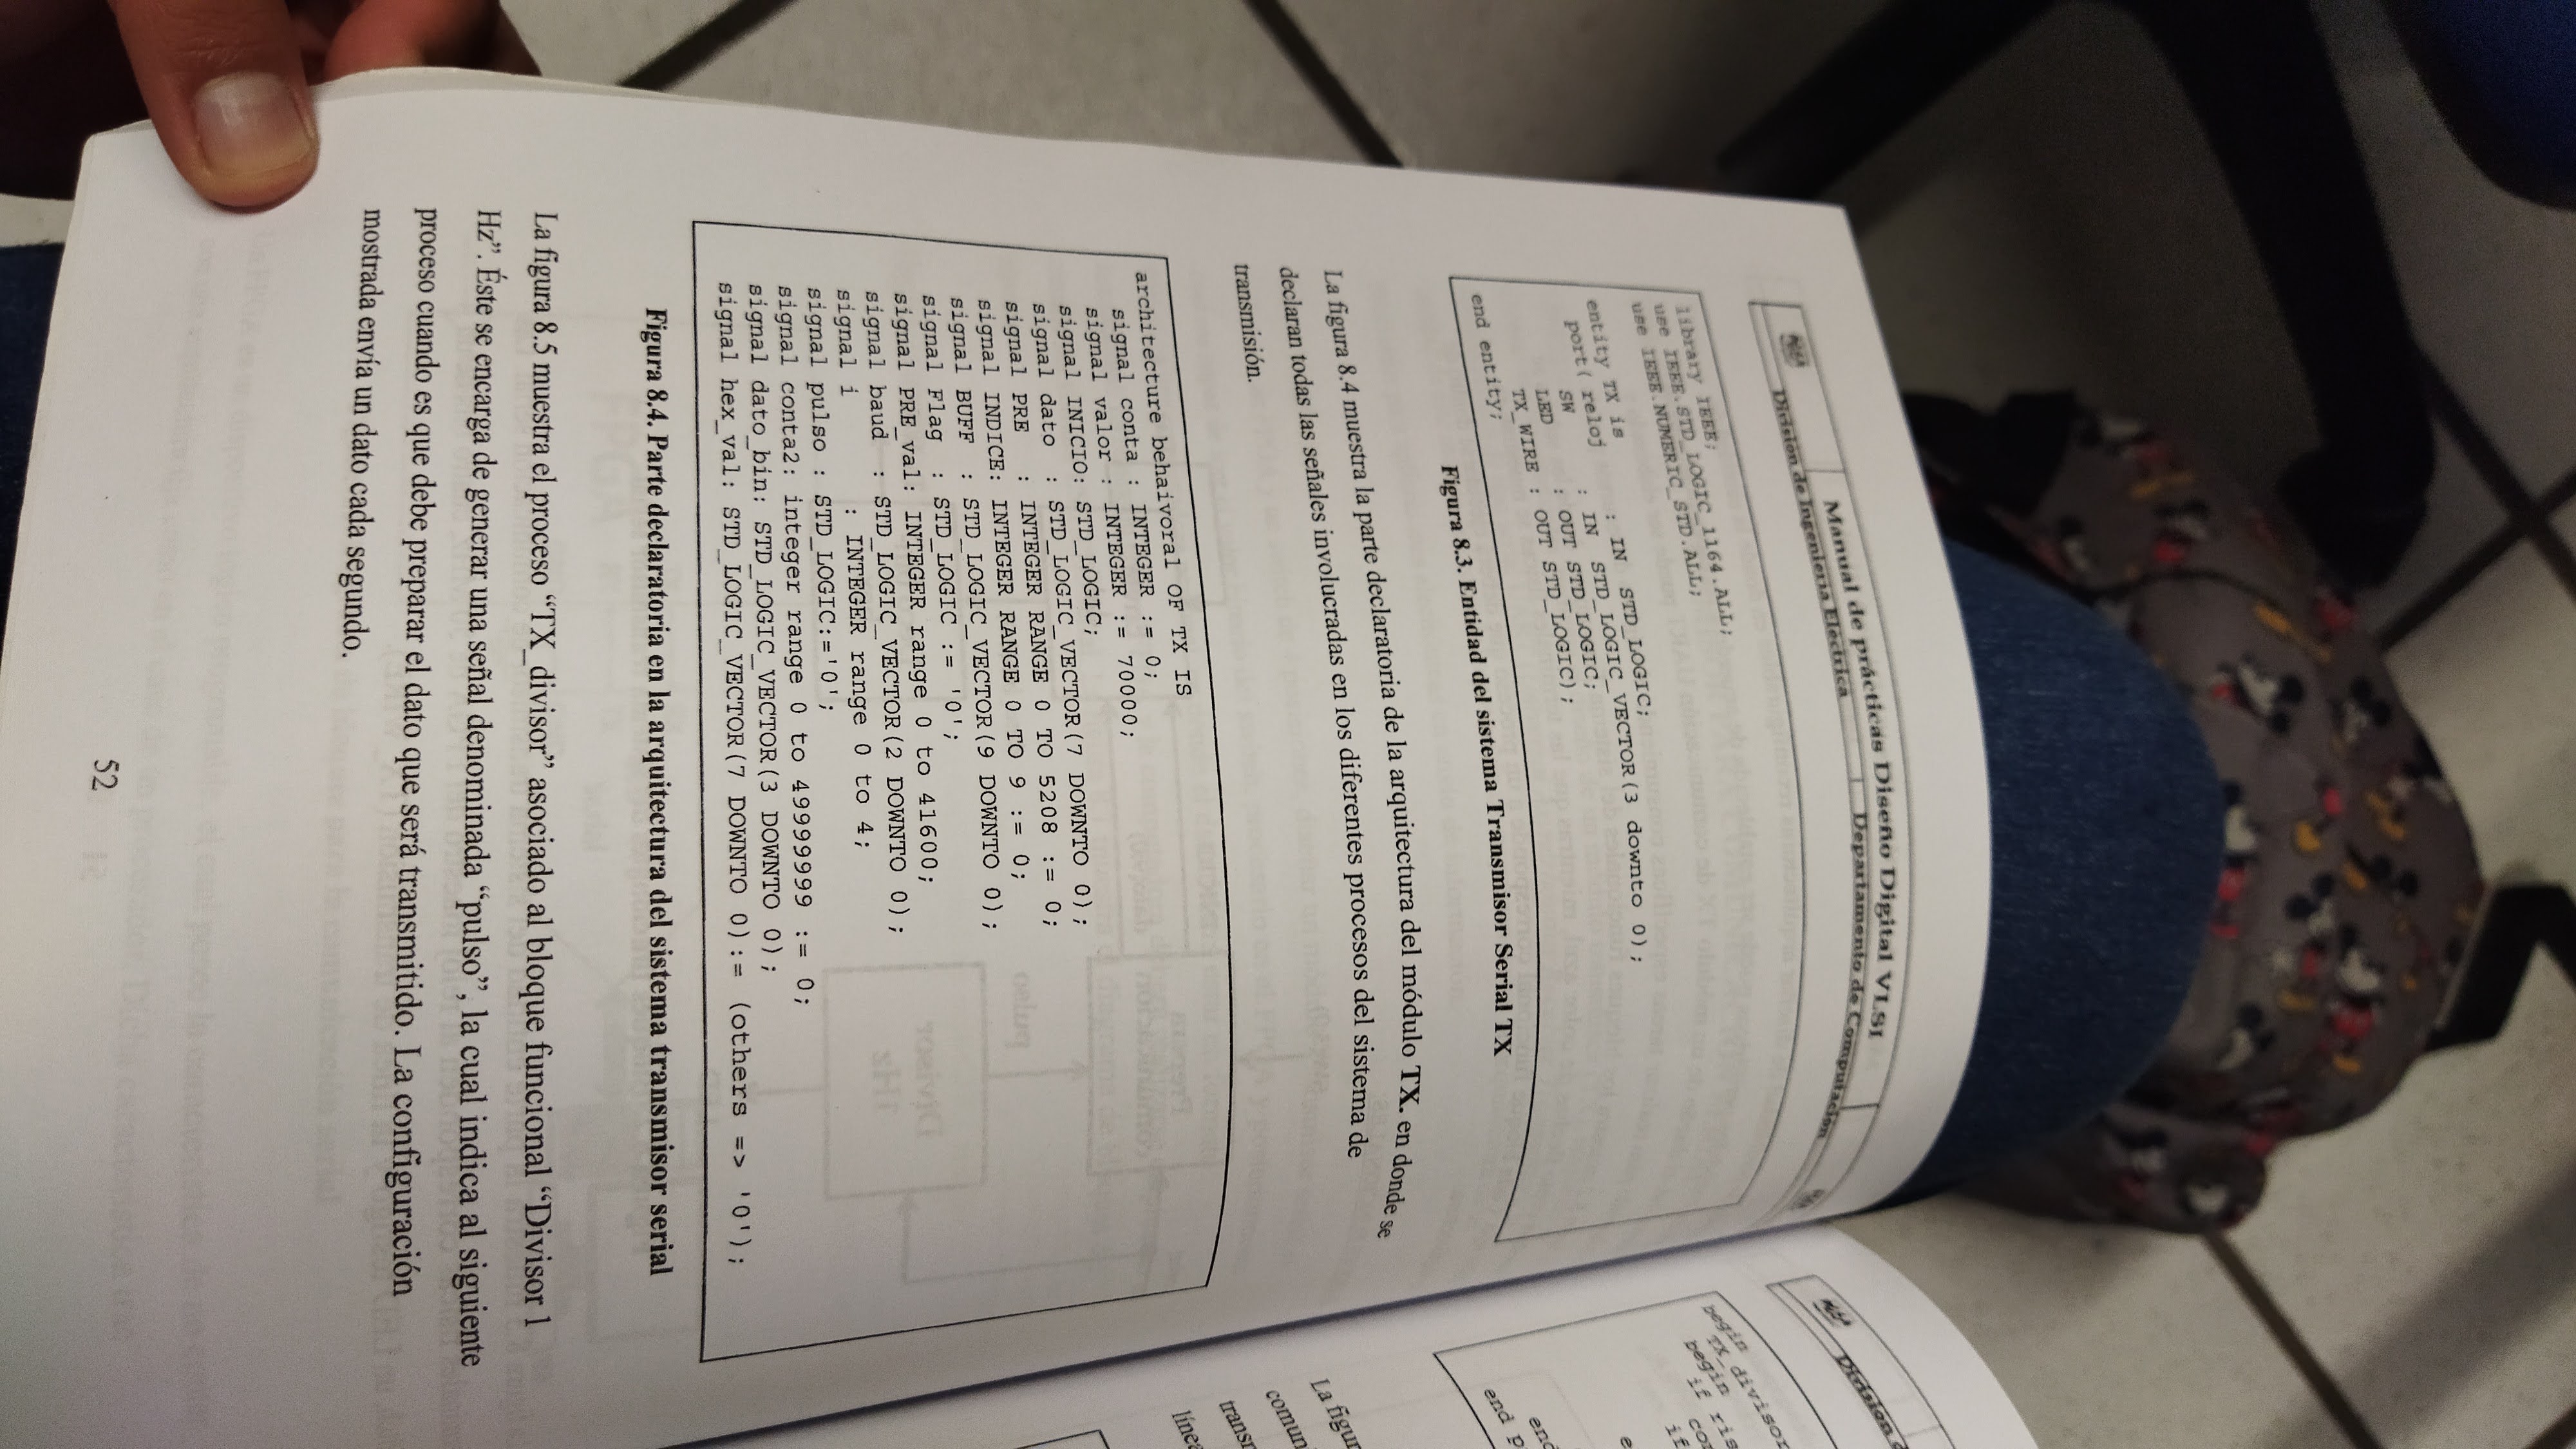 Manual de prácticas Diseño Digital VLSI
División de Ingeniería Eléctrica Departamento de Computación
library IEEE;
use IEEE.STD_LOGIC_1164.ALL;
use IEEE.NUMERIC_STD.ALL;
entity TX is
port( reloj : IN STD_LOGIC;
SW : IN STD_LOGIC_VECTOR(3 downto 0);
LED : OUT STD_LOGIC;
TX_WIRE : OUT STD_LOGIC);
end entity;
Figura 8.3. Entidad del sistema Transmisor Serial TX
La figura 8.4 muestra la parte declaratoria de la arquitectura del módulo TX. en donde se
declaran todas las señales involucradas en los diferentes procesos del sistema de
transmisión.
architecture behaivoral OF TX IS
signal conta : INTEGER := 0;
signal valor : INTEGER := 70000;
signal INICIO: STD_LOGIC;
signal dato : STD_LOGIC_VECTOR(7 DOWNTO 0);
signal PRE : INTEGER RANGE 0 TO 5208 := 0;
signal INDICE: INTEGER RANGE 0 TO 9 := 0;
signal BUFF : STD_LOGIC_VECTOR(9 DOWNTO 0);
signal Flag : STD_LOGIC := '0';
signal PRE_val: INTEGER range 0 to 41600;
signal baud : STD_LOGIC_VECTOR(2 DOWNTO 0);
signal i : INTEGER range 0 to 4;
signal pulso : STD_LOGIC:='0';
signal conta2: integer range 0 to 49999999 := 0;
signal dato_bin: STD_LOGIC_VECTOR(3 DOWNTO 0);
signal hex_val: STD_LOGIC_VECTOR(7 DOWNTO 0):= (others => '0');
Figura 8.4. Parte declaratoria en la arquitectura del sistema transmisor serial
La figura 8.5 muestra el proceso “TX_divisor” asociado al bloque funcional “Divisor 1
Hz”. Éste se encarga de generar una señal denominada “pulso”, la cual indica al siguiente
proceso cuando es que debe preparar el dato que será transmitido. La configuración
mostrada envía un dato cada segundo.
52
División
begin
TX_divisor
begin
if
if
end
La